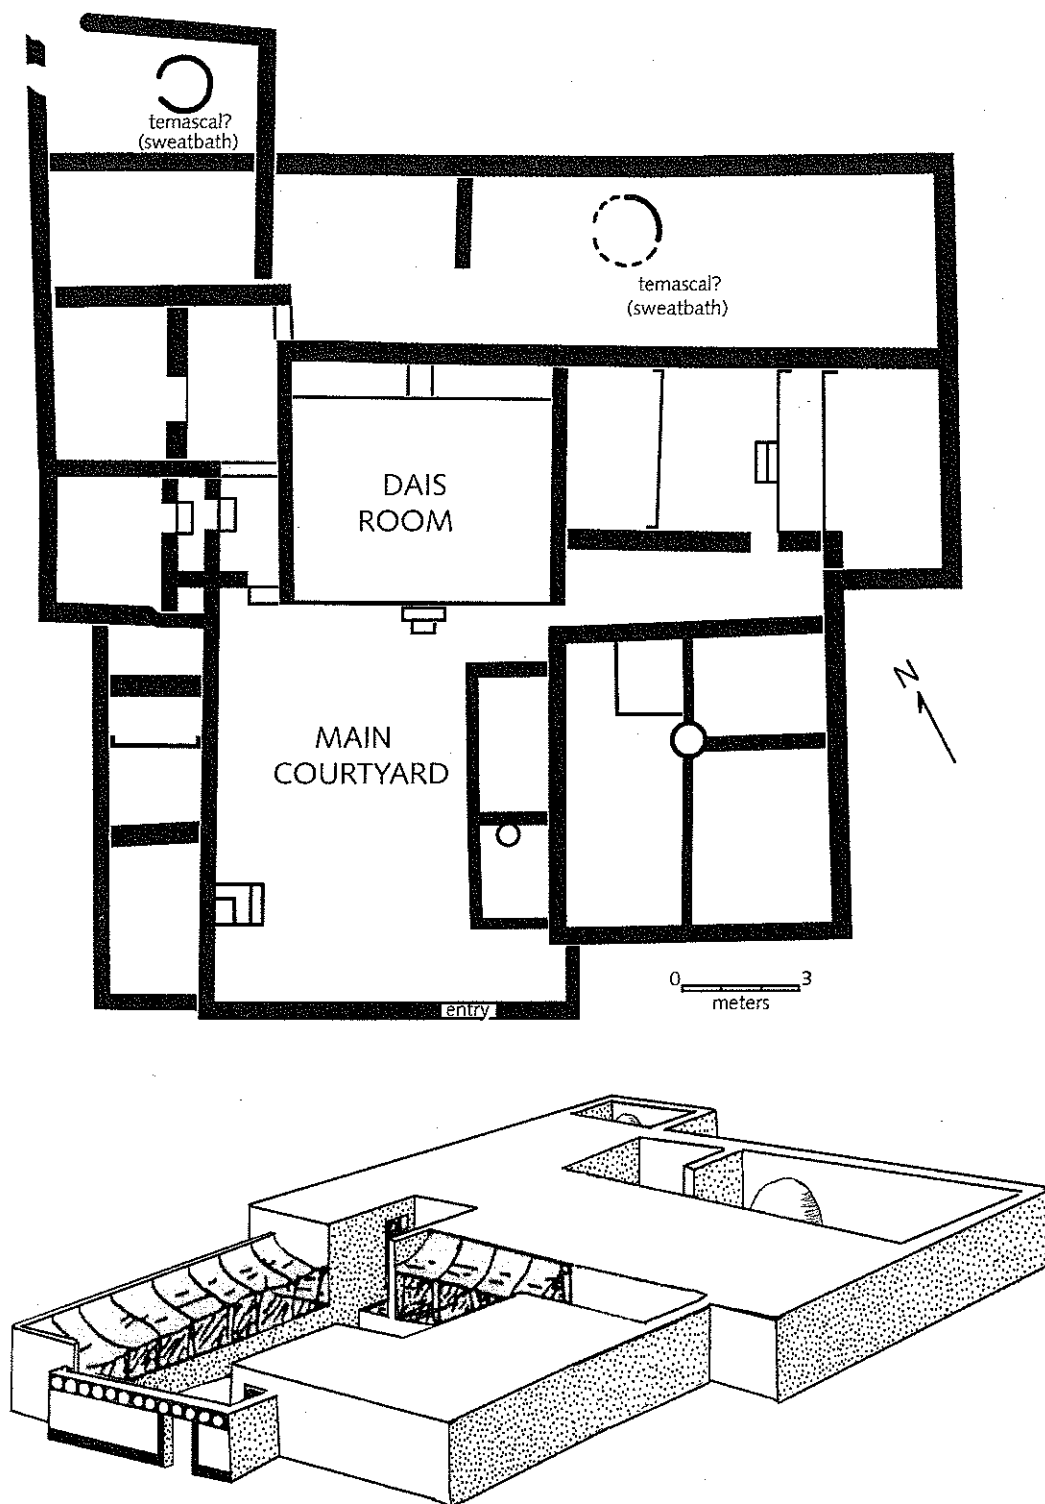 temascal?
(sweatbath)
temascal?
(sweatbath)
DAIS
ROOM
N
MAIN
COURTYARD
0 3
meters
entry